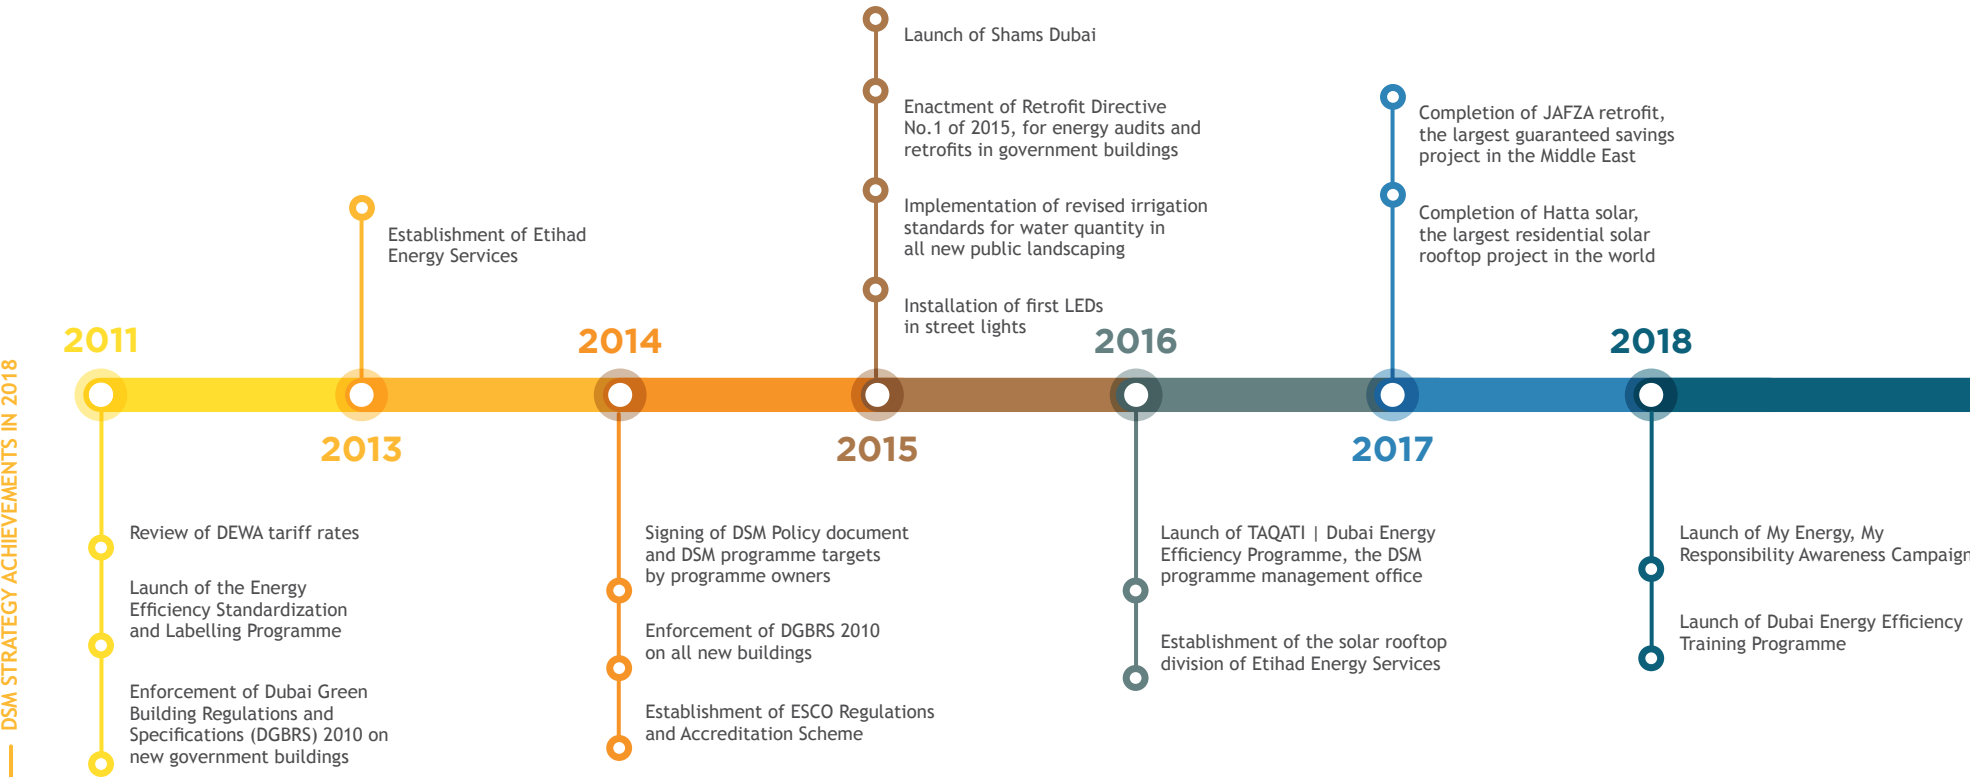 DSM STRATEGY ACHIEVEMENTS IN 2018
2011
Review of DEWA tariff rates
Launch of the Energy
Efficiency Standardization
and Labelling Programme
Enforcement of Dubai Green
Building Regulations and
Specifications (DGBRS) 2010 on
new government buildings
Establishment of Etihad
Energy Services
2013
2014
Signing of DSM Policy document
and DSM programme targets
by programme owners
Enforcement of DGBRS 2010
on all new buildings
Establishment of ESCO Regulations
and Accreditation Scheme
Launch of Shams Dubai
Enactment of Retrofit Directive
No.1 of 2015, for energy audits and
retrofits in government buildings
Implementation of revised irrigation
standards for water quantity in
all new public landscaping
Installation of first LEDs
in street lights
2015
2016
Launch of TAQATI | Dubai Energy
Efficiency Programme, the DSM
programme management office
Establishment of the solar rooftop
division of Etihad Energy Services
Completion of JAFZA retrofit,
the largest guaranteed savings
project in the Middle East
Completion of Hatta solar,
the largest residential solar
rooftop project in the world
2017
2018
Launch of My Energy, My
Responsibility Awareness Campaign
Launch of Dubai Energy Efficiency
Training Programme